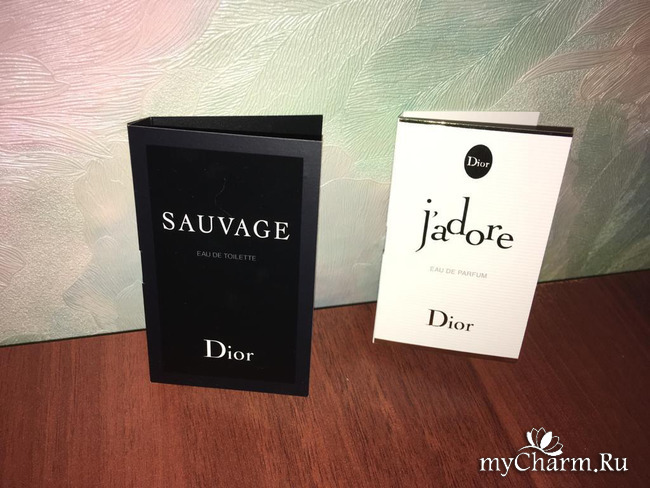 SAUVAGE
EAU DE TOILETTE
Dior
Dior
j'adore
EAU DE PARFUM
Dior
myCharm.Ru